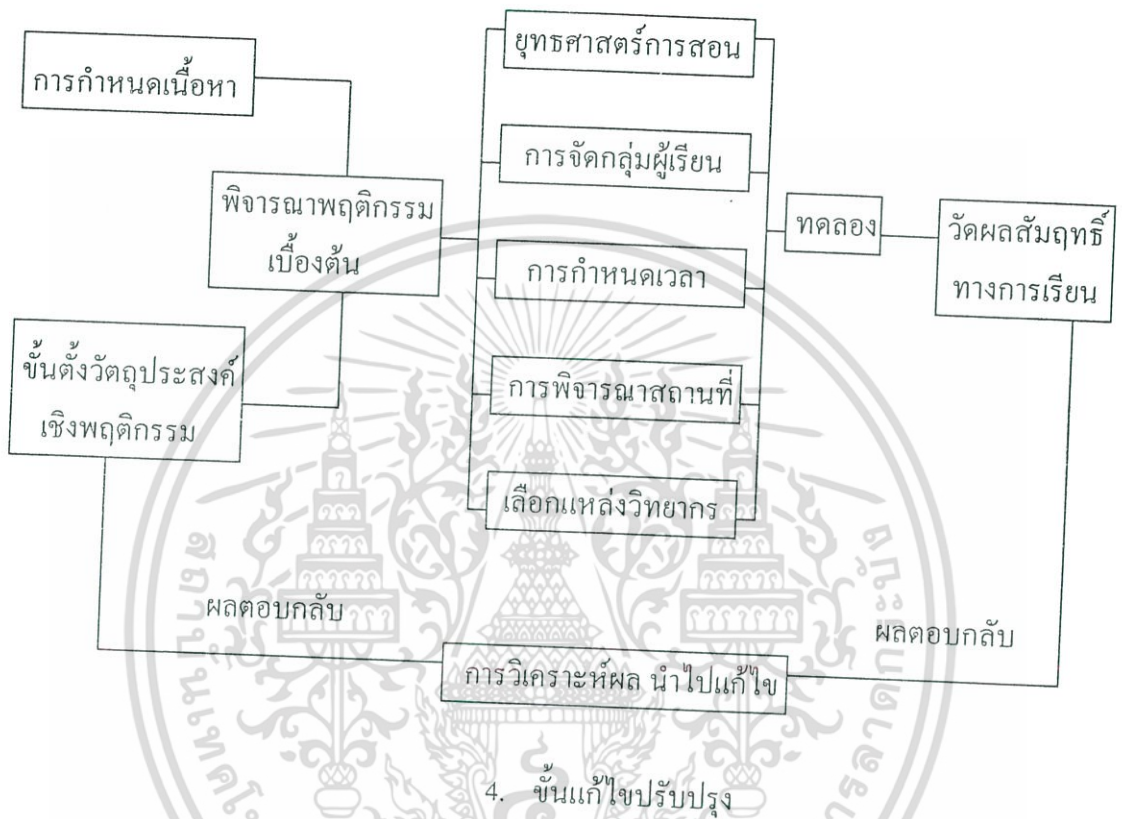 ยุทธศาสตร์การสอน
การกำหนดเนื้อหา
การจัดกลุ่มผู้เรียน
พิจารณาพฤติกรรม
เบื้องต้น
ทดลอง
วัดผลสัมฤทธิ์
ทางการเรียน
การกำหนดเวลา
ขั้นตั้งวัตถุประสงค์
เชิงพฤติกรรม
การพิจารณาสถานที่
เลือกแหล่งวิทยากร
ผลตอบกลับ
ผลตอบกลับ
การวิเคราะห์ผล นำไปแก้ไข
4. ขั้นแก้ไขปรับปรุง